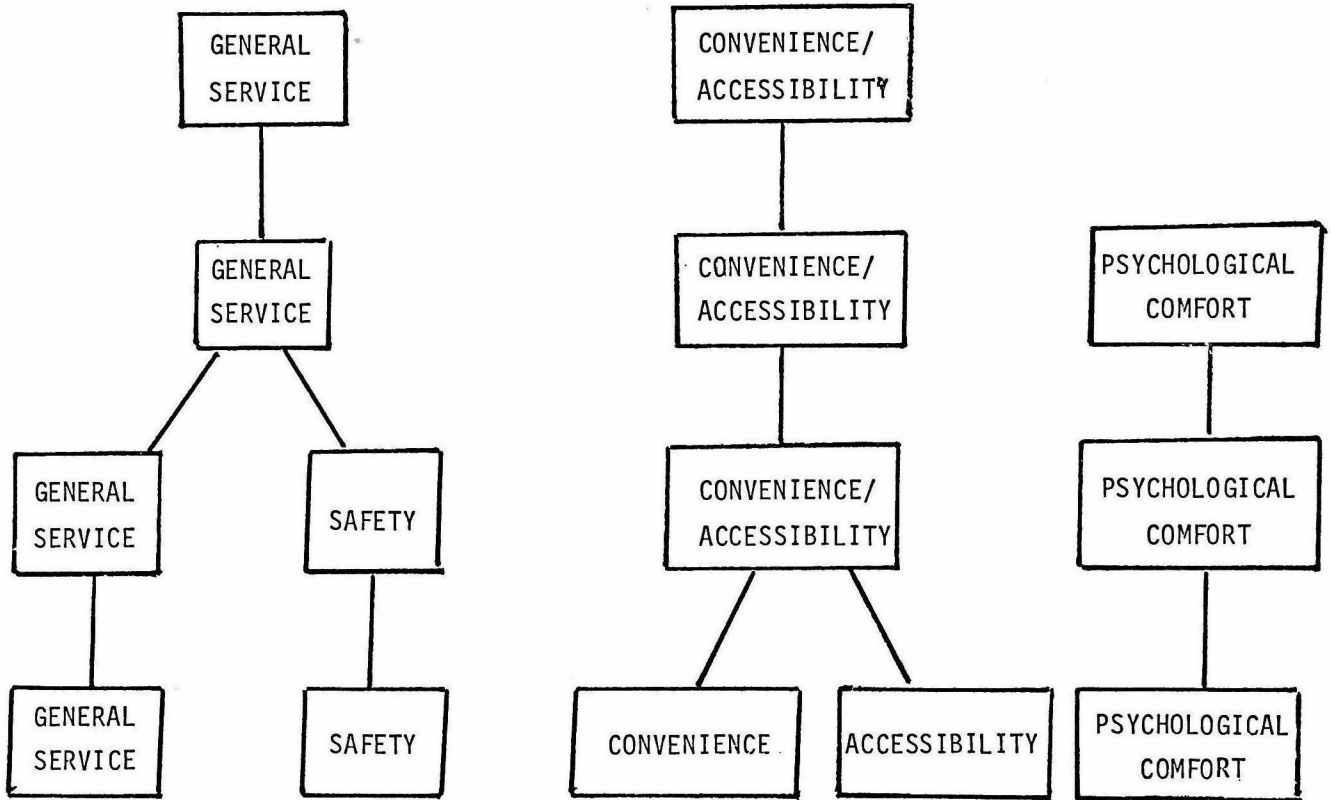 GENERAL
SERVICE
CONVENIENCE/
ACCESSIBILITY
GENERAL
SERVICE
CONVENIENCE/
ACCESSIBILITY
PSYCHOLOGICAL
COMFORT
GENERAL
SERVICE
SAFETY
CONVENIENCE/
ACCESSIBILITY
PSYCHOLOGICAL
COMFORT
GENERAL
SERVICE
SAFETY
CONVENIENCE
ACCESSIBILITY
PSYCHOLOGICAL
COMFORT